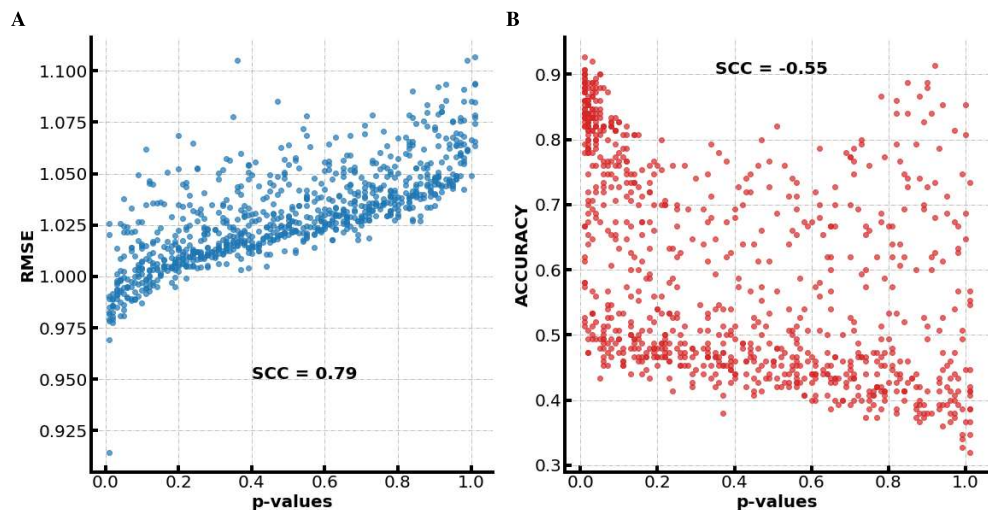 A
B
RMSE
1.100
1.075
1.050
1.025
1.000
0.975
0.950
0.925
SCC = 0.79
0.0 0.2 0.4 0.6 0.8 1.0
p-values
ACCURACY
0.9
0.8
0.7
0.6
0.5
0.4
0.3
SCC = -0.55
0.0 0.2 0.4 0.6 0.8 1.0
p-values